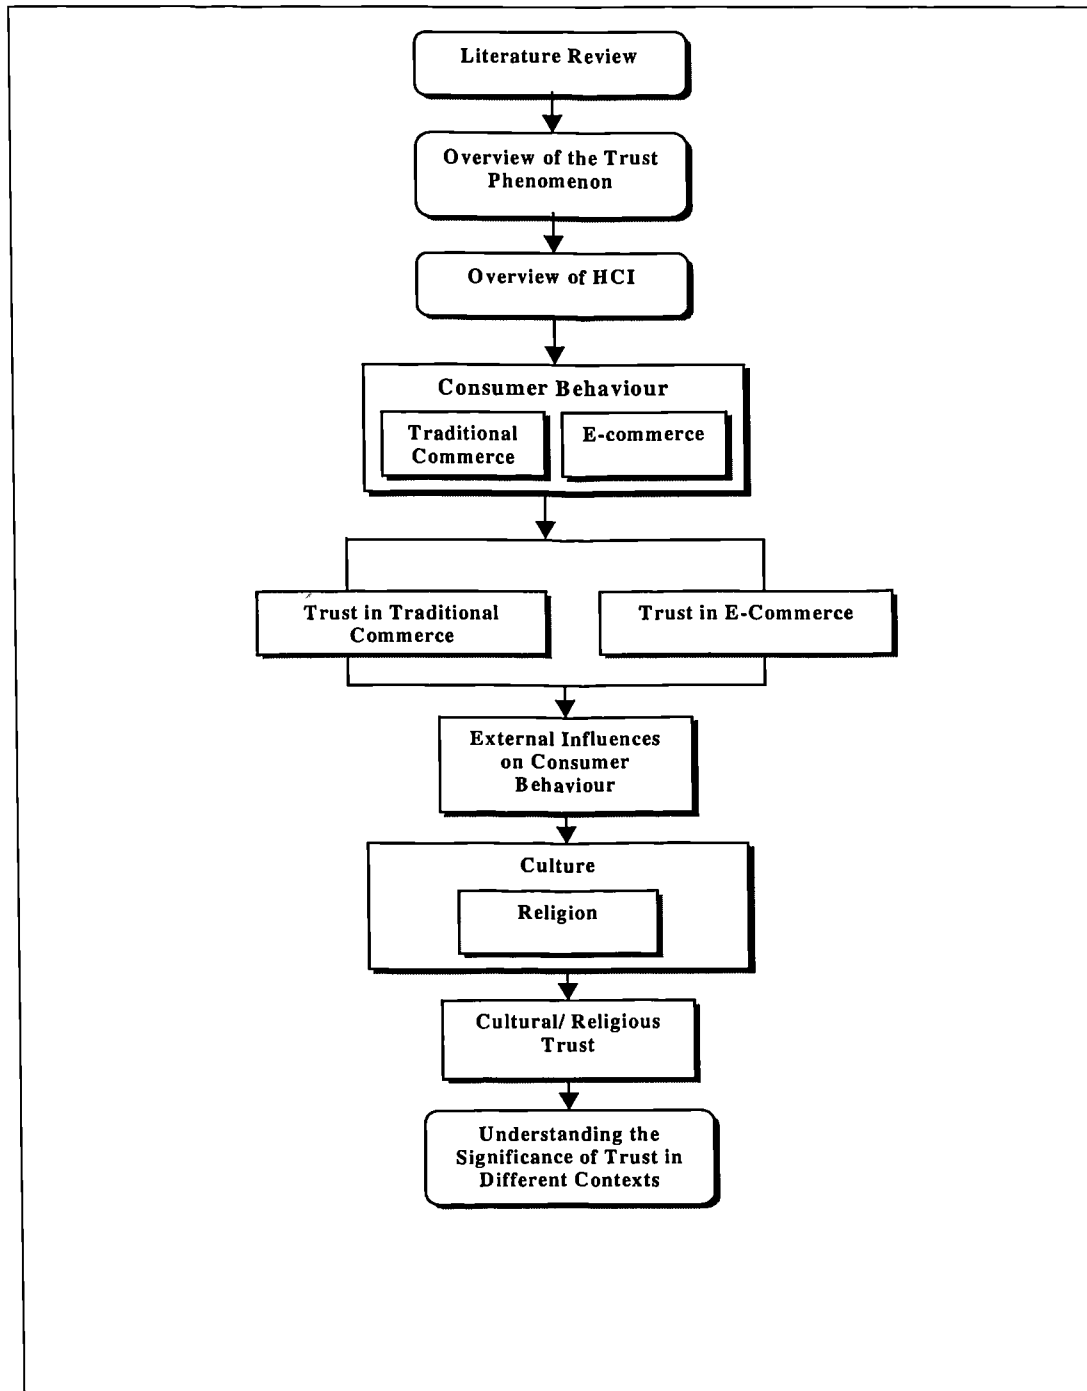 Literature Review
Overview of the Trust
Phenomenon
Overview of HCI
Consumer Behaviour
Traditional
Commerce
E-commerce
Trust in Traditional
Commerce
Trust in E-Commerce
External Influences
on Consumer
Behaviour
Culture
Religion
Cultural/ Religious
Trust
Understanding the
Significance of Trust in
Different Contexts